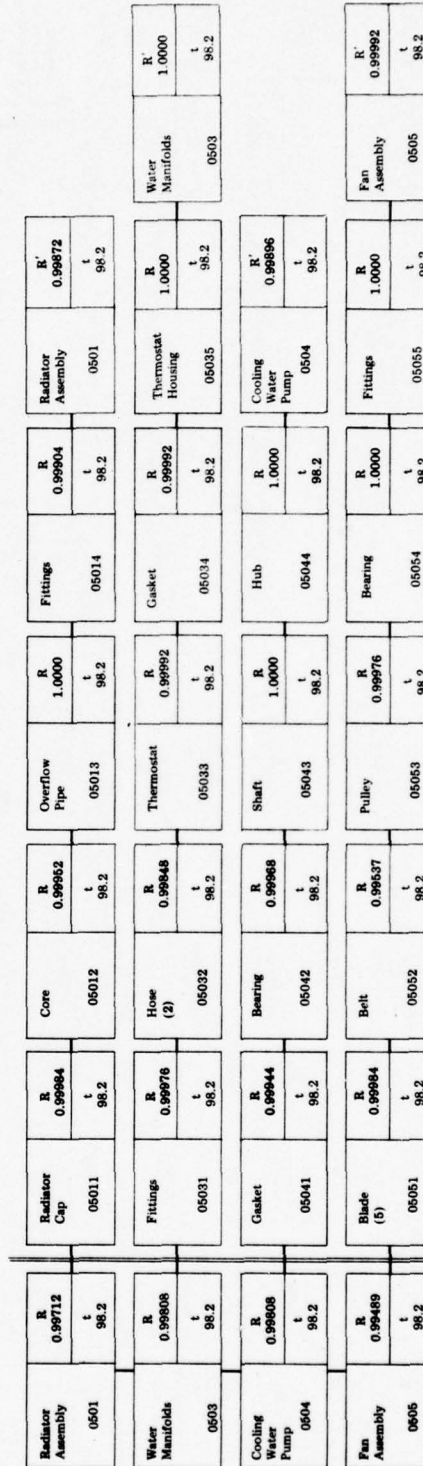 Radiator
Assembly
0501
R
0.99712
t
98.2
Radiator
Cap
05011
R
0.99984
t
98.2
Core
05012
R
0.99952
t
98.2
Overflow
Pipe
05013
R
1.0000
t
98.2
Fittings
05014
R
0.99904
t
98.2
Radiator
Assembly
0501
R'
0.99872
t
98.2
Water
Manifolds
0503
R
0.99808
t
98.2
Fittings
05031
R
0.99976
t
98.2
Hose
(2)
05032
R
0.99848
t
98.2
Thermostat
05033
R
0.99992
t
98.2
Gasket
05034
R
0.99992
t
98.2
Thermostat
Housing
05035
R
1.0000
t
98.2
Water
Manifolds
0503
R'
1.0000
t
98.2
Cooling
Water
Pump
0504
R
0.99808
t
98.2
Gasket
05041
R
0.99944
t
98.2
Bearing
05042
R
0.99968
t
98.2
Shaft
05043
R
1.0000
t
98.2
Hub
05044
R
1.0000
t
98.2
Cooling
Water
Pump
0504
R'
0.99896
t
98.2
Fan
Assembly
0505
R
0.99489
t
98.2
Blade
(5)
05051
R
0.99984
t
98.2
Belt
05052
R
0.99537
t
98.2
Pulley
05053
R
0.99976
t
98.2
Bearing
05054
R
1.0000
t
98.2
Fittings
05055
R
1.0000
t
98.2
Fan
Assembly
0505
R'
0.99992
t
98.2